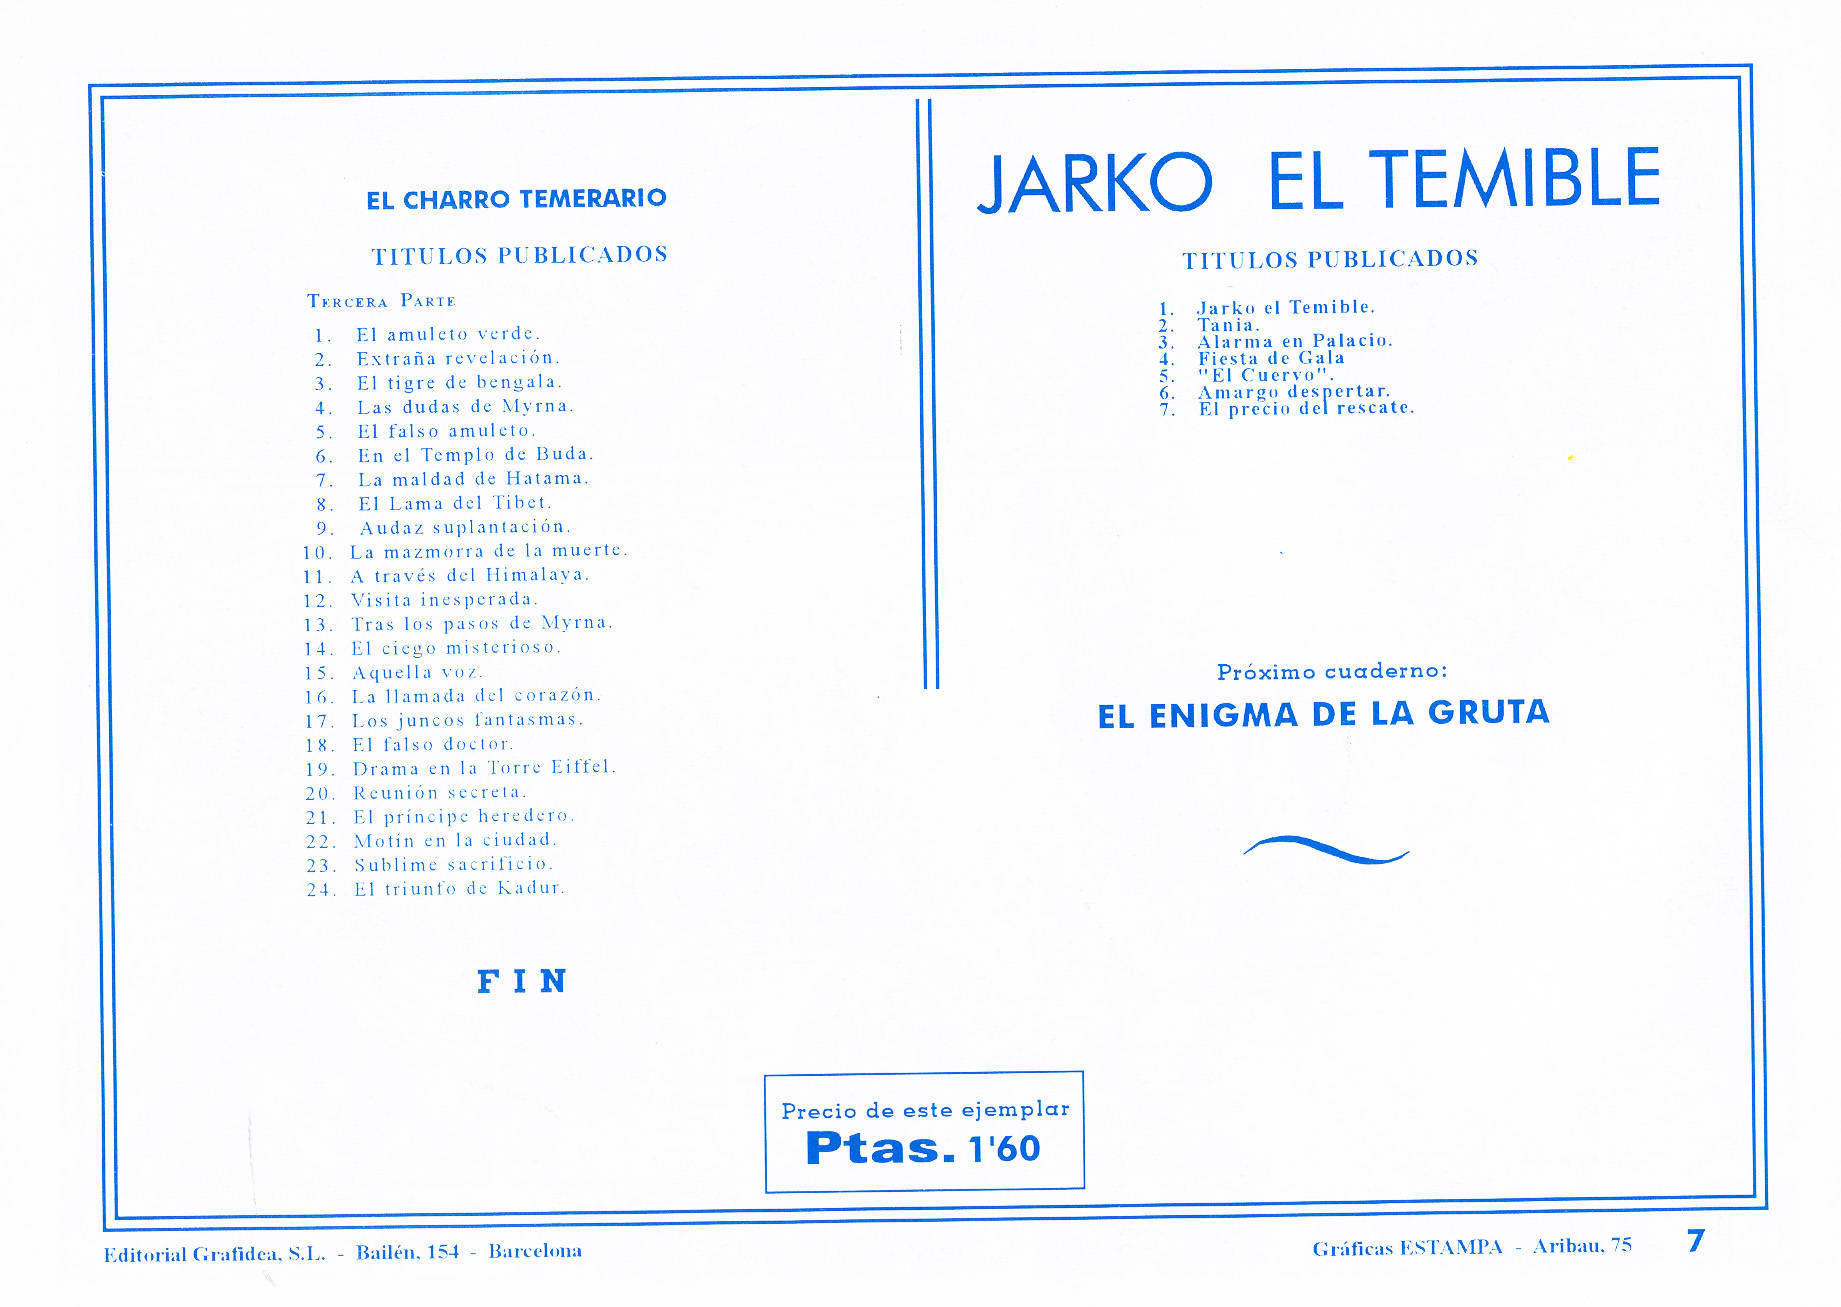 EL CHARRO TEMERARIO
TITULOS PUBLICADOS
TERCERA PARTE
1. El amuleto verde.
2. Extraña revelación.
3. El tigre de bengala.
4. Las dudas de Myrna.
5. El falso amuleto.
6. En el Templo de Buda.
7. La maldad de Hatama.
8. El Lama del Tibet.
9. Audaz suplantación.
10. La mazmorra de la muerte.
11. A través del Himalaya.
12. Visita inesperada.
13. Tras los pasos de Myrna.
14. El ciego misterioso.
15. Aquella voz.
16. La llamada del corazón.
17. Los juncos fantasmas.
18. El falso doctor.
19. Drama en la Torre Eiffel.
20. Reunión secreta.
21. El príncipe heredero.
22. Motín en la ciudad.
23. Sublime sacrificio.
24. El triunfo de Kadur.
FIN
JARKO EL TEMIBLE
TITULOS PUBLICADOS
1. Jarko el Temible.
2. Tania.
3. Alarma en Palacio.
4. Fiesta de Gala
5. "El Cuervo".
6. Amargo despertar.
7. El precio del rescate.
Próximo cuaderno:
EL ENIGMA DE LA GRUTA
Precio de este ejemplar
Ptas. 1'60
Editorial Grafidea, S.L. - Bailén, 154 - Barcelona
Gráficas ESTAMPA - Aribau, 75 7